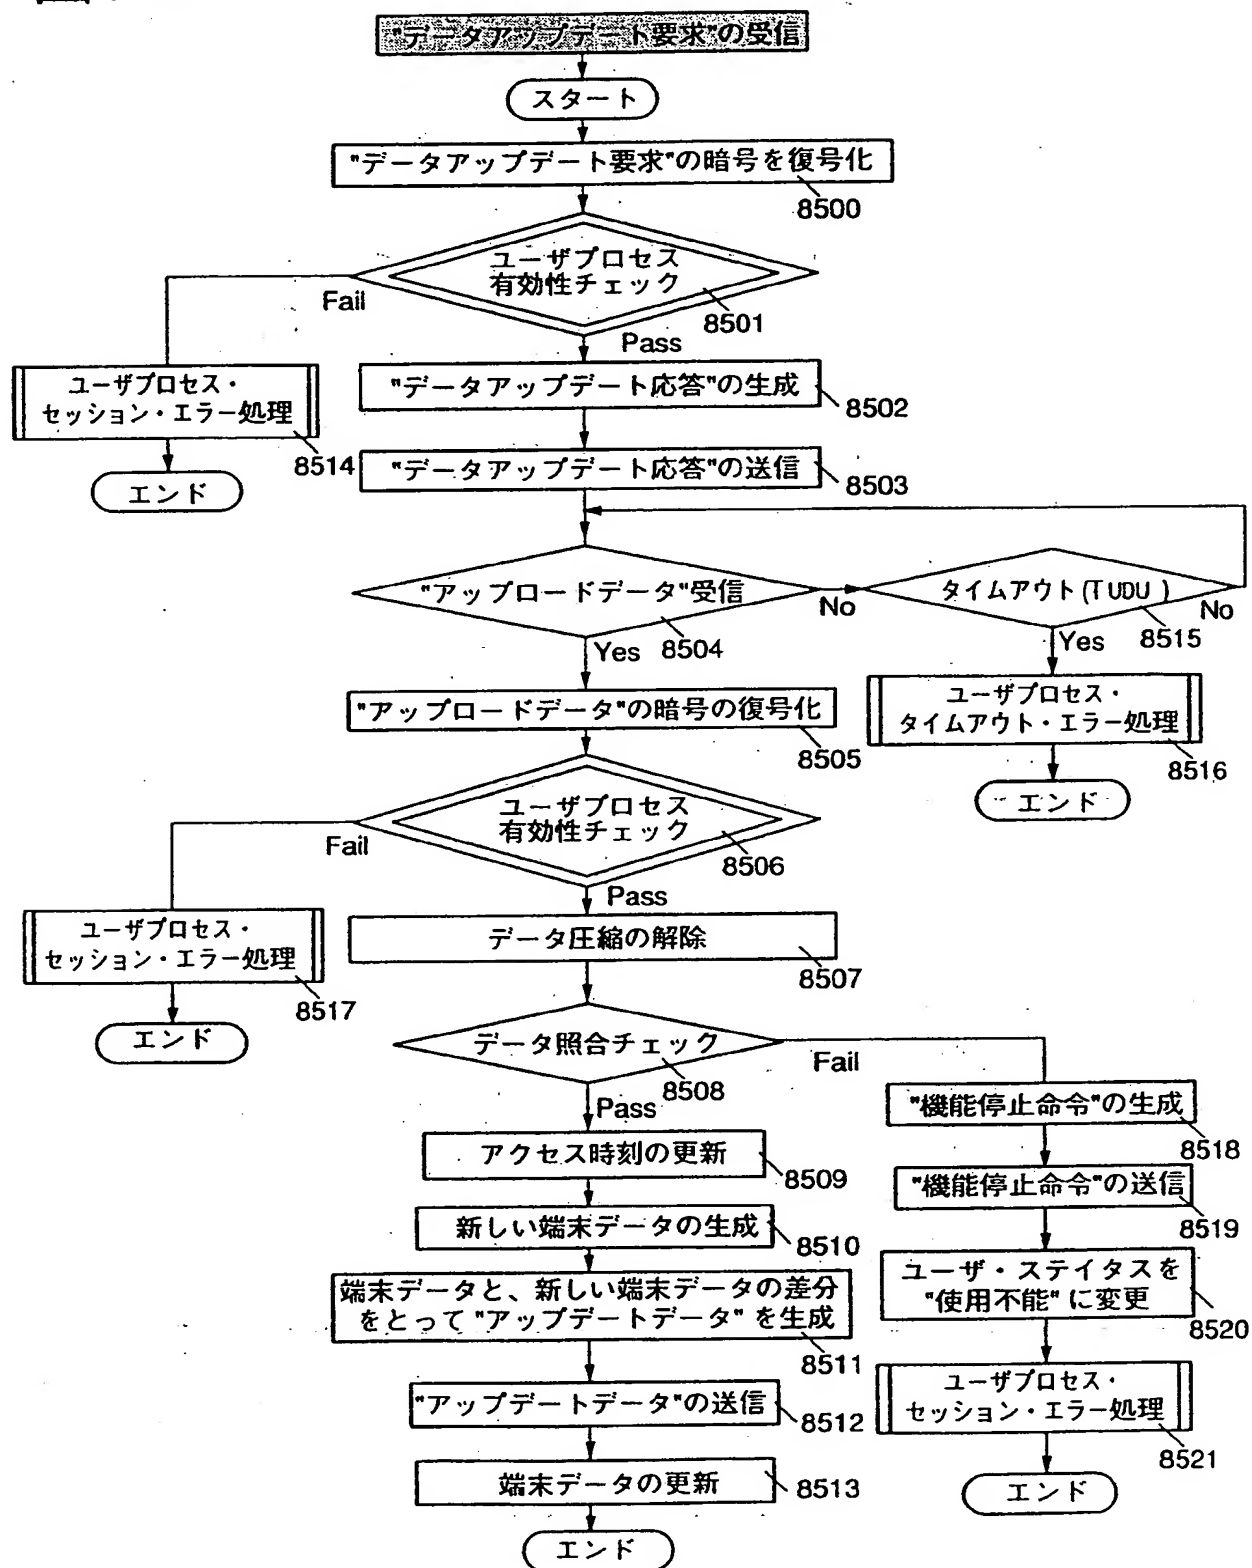 "データアップデート要求"の受信
スタート
"データアップデート要求"の暗号を復号化
8500
ユーザプロセス
有効性チェック
8501
Fail
Pass
ユーザプロセス・
セッション・エラー処理
8514
エンド
"データアップデート応答"の生成
8502
"データアップデート応答"の送信
8503
"アップロードデータ"受信
8504
No
Yes
タイムアウト(TUDU)
8515
No
Yes
ユーザプロセス・
タイムアウト・エラー処理
8516
エンド
"アップロードデータ"の暗号の復号化
8505
ユーザプロセス
有効性チェック
8506
Fail
Pass
ユーザプロセス・
セッション・エラー処理
8517
エンド
データ圧縮の解除
8507
データ照合チェック
8508
Fail
Pass
アクセス時刻の更新
8509
新しい端末データの生成
8510
端末データと、新しい端末データの差分
をとって"アップデートデータ"を生成
8511
"アップデートデータ"の送信
8512
端末データの更新
8513
エンド
"機能停止命令"の生成
8518
"機能停止命令"の送信
8519
ユーザ・ステイタスを
"使用不能"に変更
8520
ユーザプロセス・
セッション・エラー処理
8521
エンド